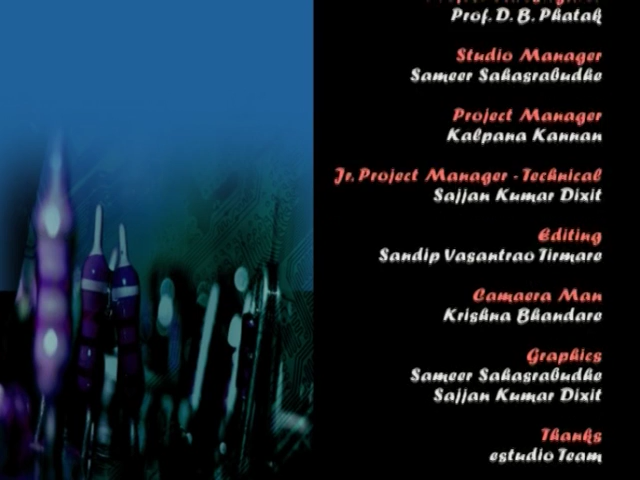 Prof. D. B. Phatak
Studio Manager
Sameer Sahasrabudhe
Project Manager
Kalpana Kannan
Jr. Project Manager - Technical
Sajjan Kumar Dixit
Editing
Sandip Vasantrao Tirmare
Camaera Man
Krishna Bhandare
Graphics
Sameer Sahasrabudhe
Sajjan Kumar Dixit
Thanks
estudio Team